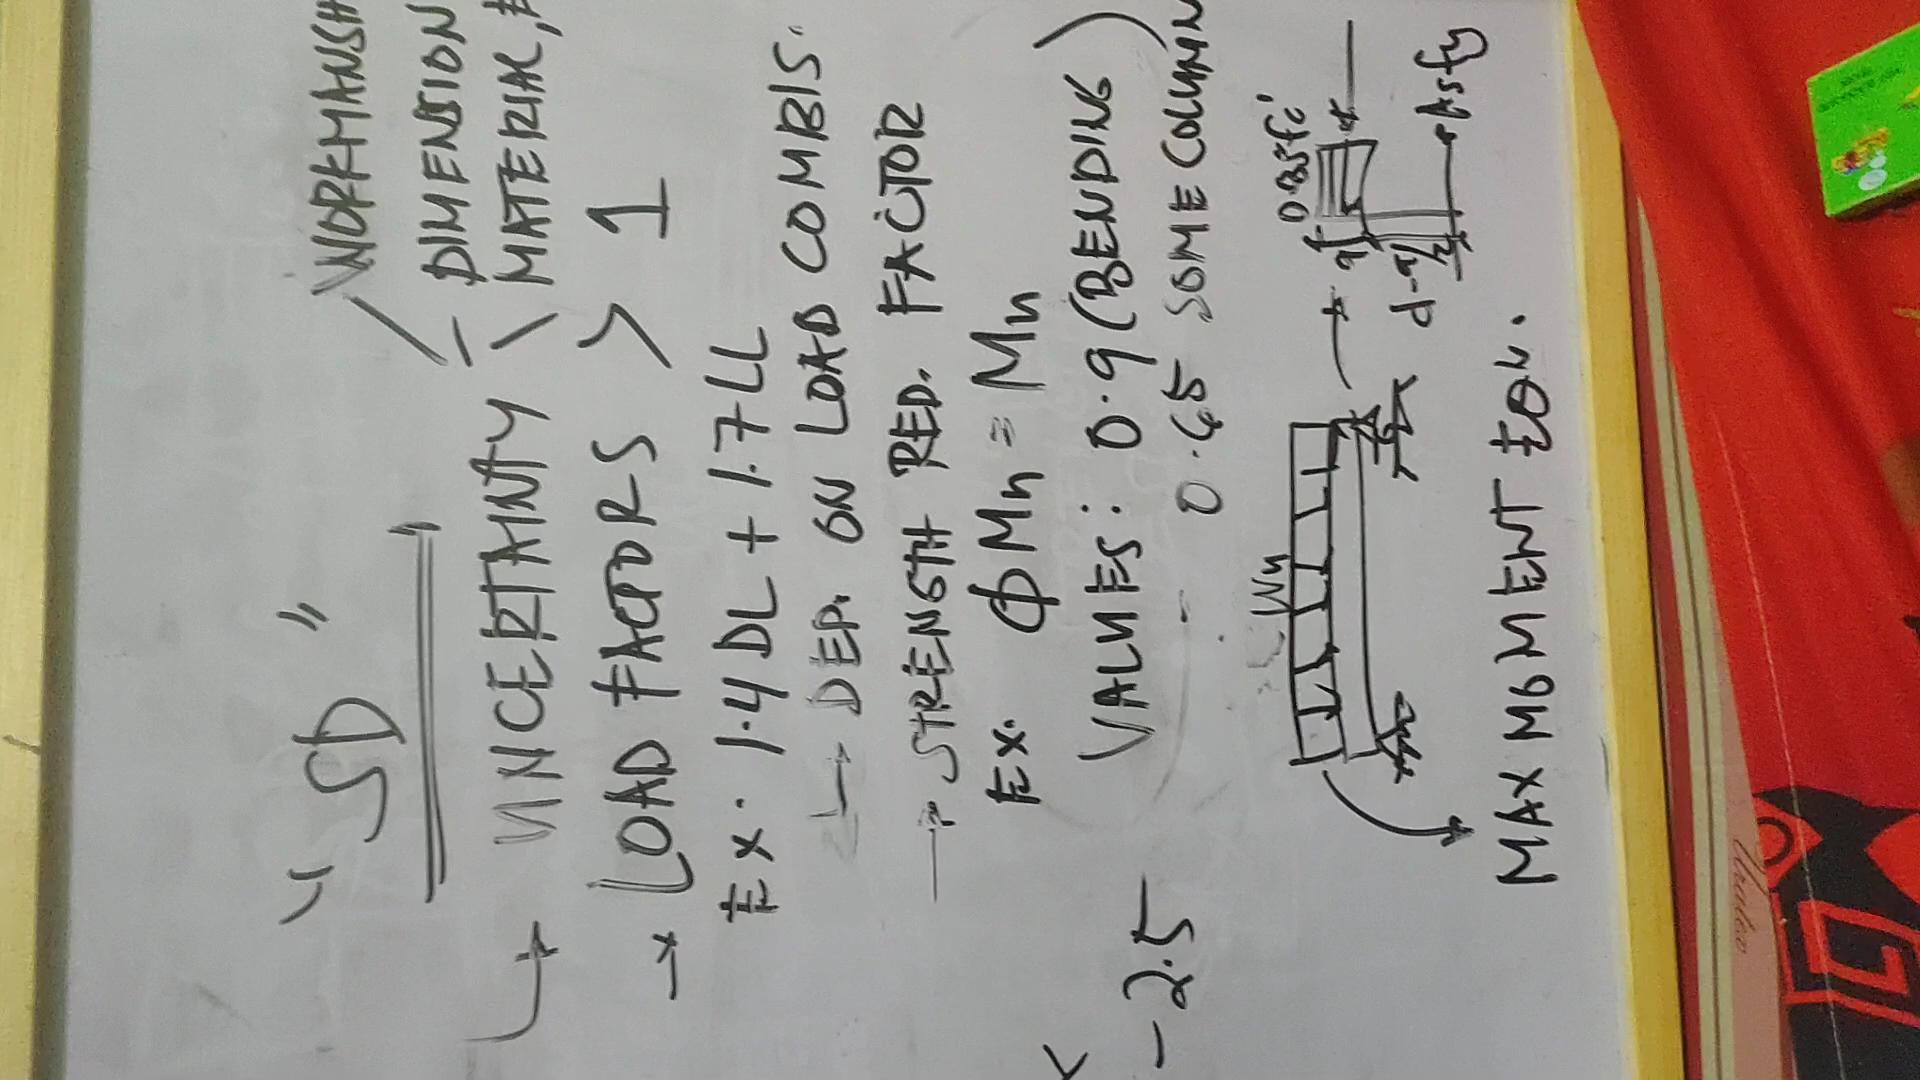 "SD"
WORKMANSH
DIMENSION
UNCERTAINTY
MATERIAL,
→ LOAD FACTORS > 1
EX. 1.4 DL + 1.7 LL
→ DEP. ON LOAD COMBIS.
→ STRENGTH RED. FACTOR
EX. ϕMn = Mu
VALUES: 0.9 (BENDING)
- 2.5
0.65 SOME COLUMN
Wu
0.85fc'
a
d-a/2
Asfy
MAX MOMENT EQN.